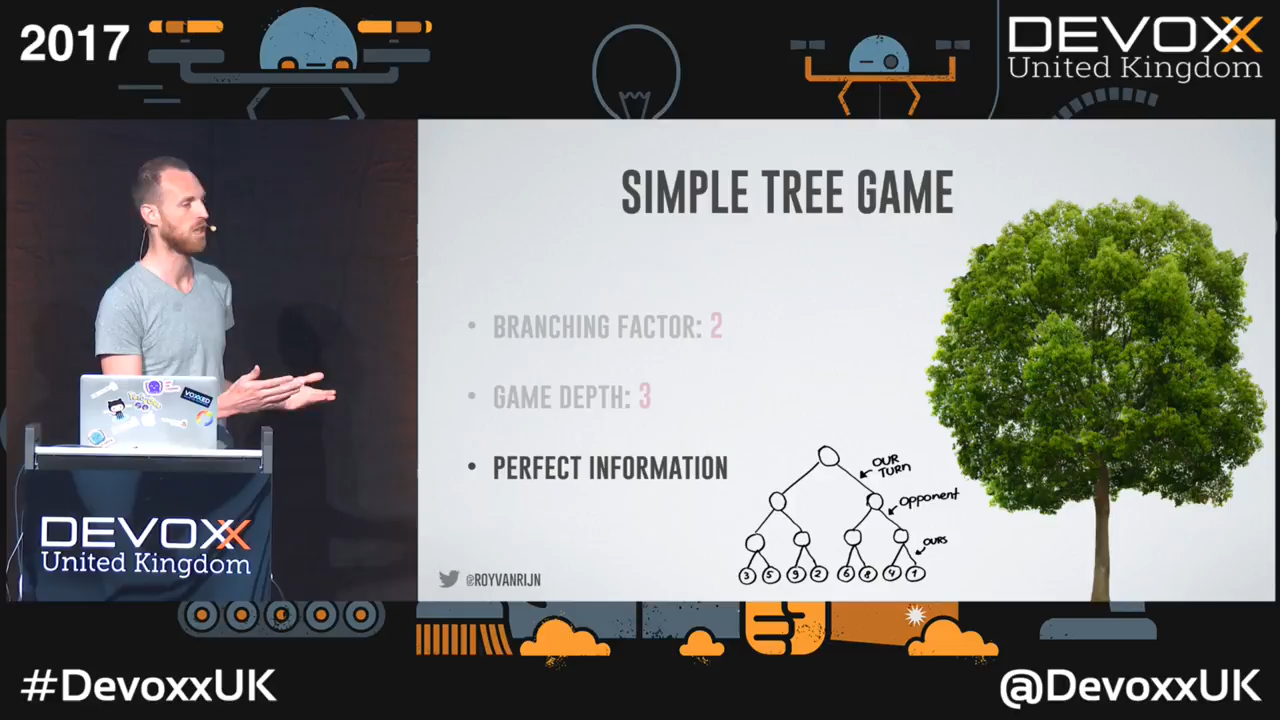 2017
DEVOXX
United Kingdom
SIMPLE TREE GAME
• BRANCHING FACTOR: 2
• GAME DEPTH: 3
• PERFECT INFORMATION
OUR
TURN
Opponent
OURS
3 5 9 2 6 8 4 1
@ROYVANRIJN
VOXXED
DEVOXX
United Kingdom
#DevoxxUK
@DevoxxUK